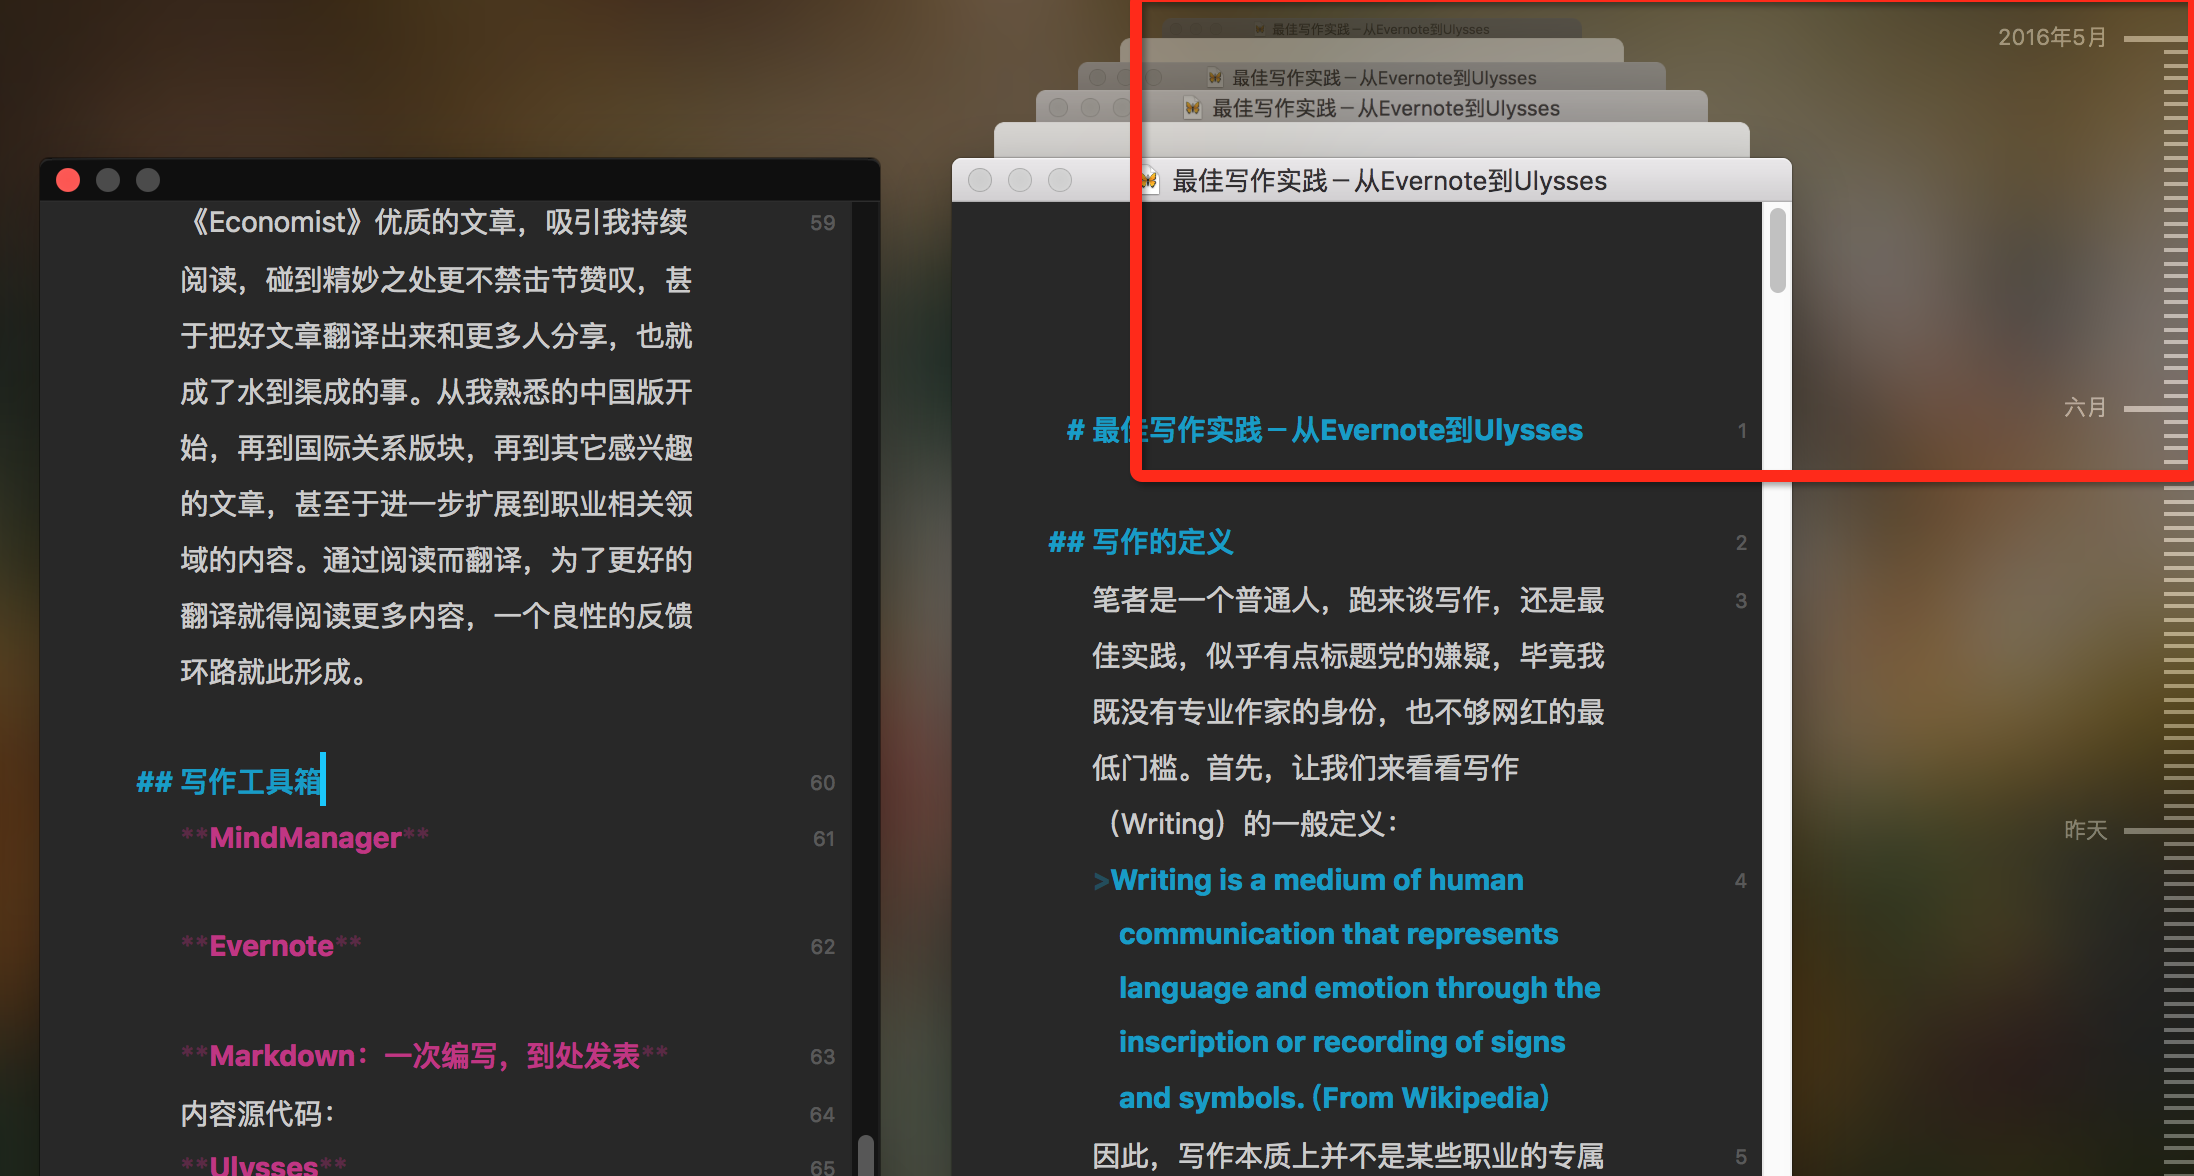 《Economist》优质的文章，吸引我持续
59
阅读，碰到精妙之处更不禁击节赞叹，甚
于把好文章翻译出来和更多人分享，也就
成了水到渠成的事。从我熟悉的中国版开
始，再到国际关系版块，再到其它感兴趣
的文章，甚至于进一步扩展到职业相关领
域的内容。通过阅读而翻译，为了更好的
翻译就得阅读更多内容，一个良性的反馈
环路就此形成。
## 写作工具箱
60
**MindManager**
61
**Evernote**
62
**Markdown：一次编写，到处发表**
63
内容源代码：
64
**Ulysses**
65
最佳写作实践－从Evernote到Ulysses
最佳写作实践－从Evernote到Ulysses
最佳写作实践－从Evernote到Ulysses
最佳写作实践－从Evernote到Ulysses
# 最佳写作实践－从Evernote到Ulysses
1
## 写作的定义
2
笔者是一个普通人，跑来谈写作，还是最
3
佳实践，似乎有点标题党的嫌疑，毕竟我
既没有专业作家的身份，也不够网红的最
低门槛。首先，让我们来看看写作
（Writing）的一般定义：
>Writing is a medium of human
4
communication that represents
language and emotion through the
inscription or recording of signs
and symbols. (From Wikipedia)
因此，写作本质上并不是某些职业的专属
5
2016年5月
六月
昨天